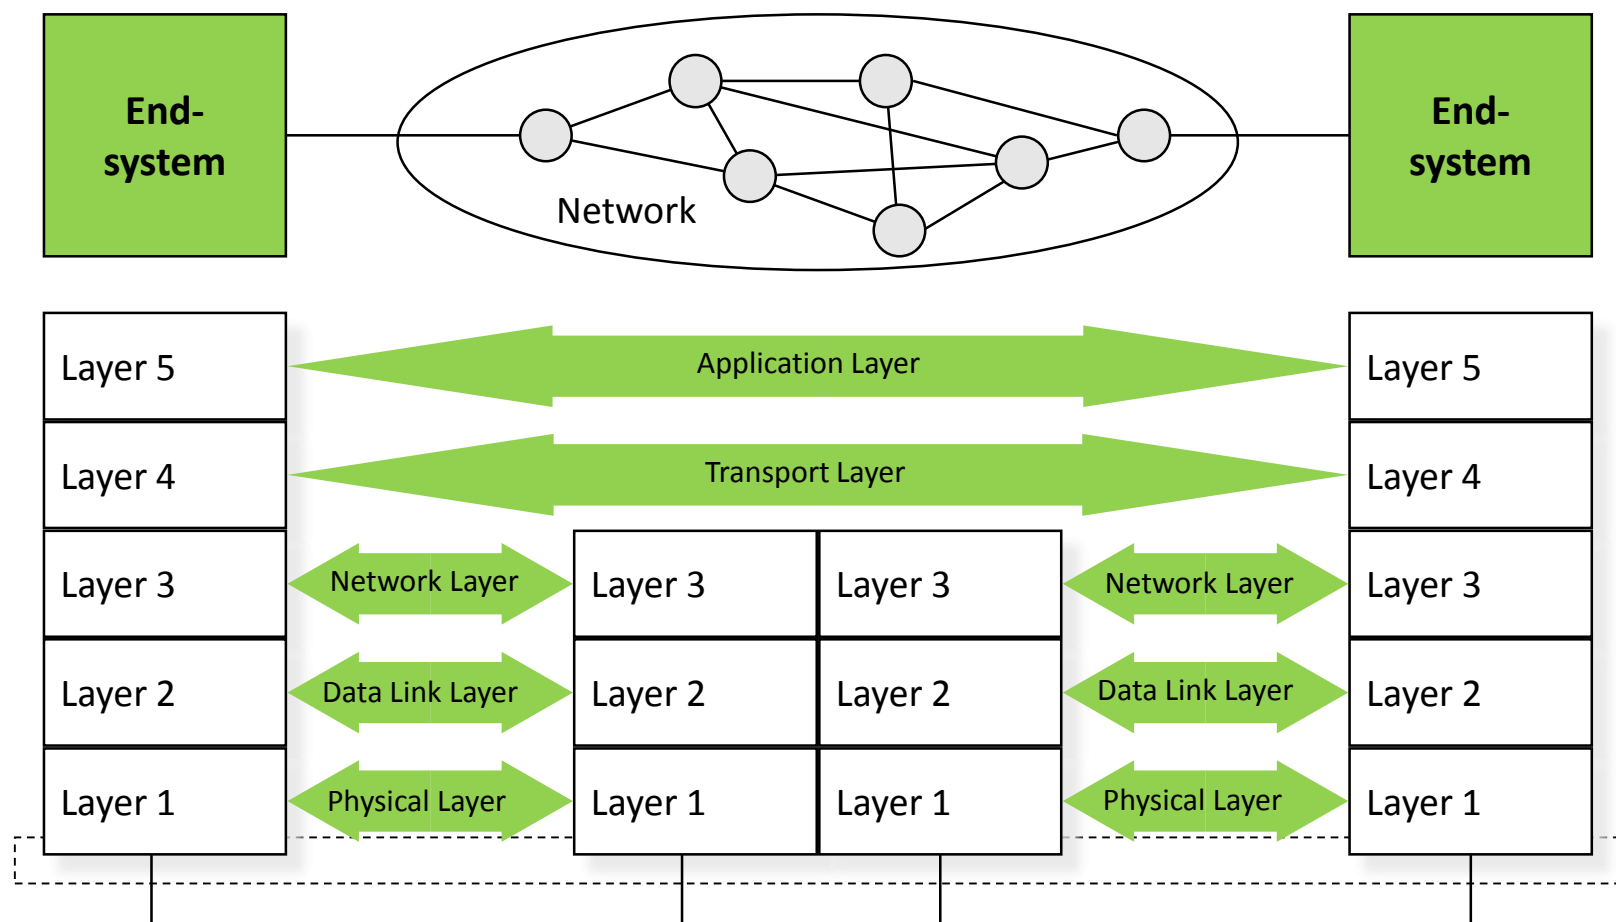 End-
system
Network
End-
system
Layer 5
Application Layer
Layer 5
Layer 4
Transport Layer
Layer 4
Layer 3
Network Layer
Layer 3
Layer 3
Network Layer
Layer 3
Layer 2
Data Link Layer
Layer 2
Layer 2
Data Link Layer
Layer 2
Layer 1
Physical Layer
Layer 1
Layer 1
Physical Layer
Layer 1